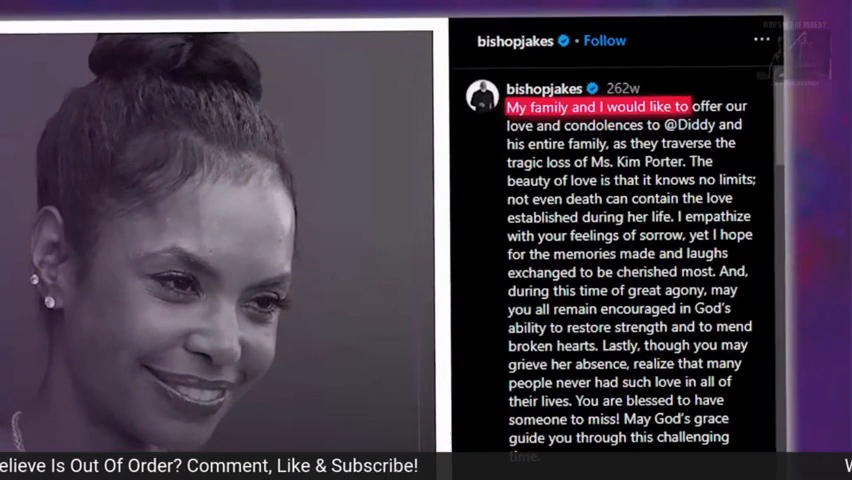 bishopjakes • Follow
bishopjakes 262w
My family and I would like to offer our
love and condolences to @Diddy and
his entire family, as they traverse the
tragic loss of Ms. Kim Porter. The
beauty of love is that it knows no limits;
not even death can contain the love
established during her life. I empathize
with your feelings of sorrow, yet I hope
for the memories made and laughs
exchanged to be cherished most. And,
during this time of great agony, may
you all remain encouraged in God's
ability to restore strength and to mend
broken hearts. Lastly, though you may
grieve her absence, realize that many
people never had such love in all of
their lives. You are blessed to have
someone to miss! May God's grace
guide you through this challenging
time.
elieve Is Out Of Order? Comment, Like & Subscribe!